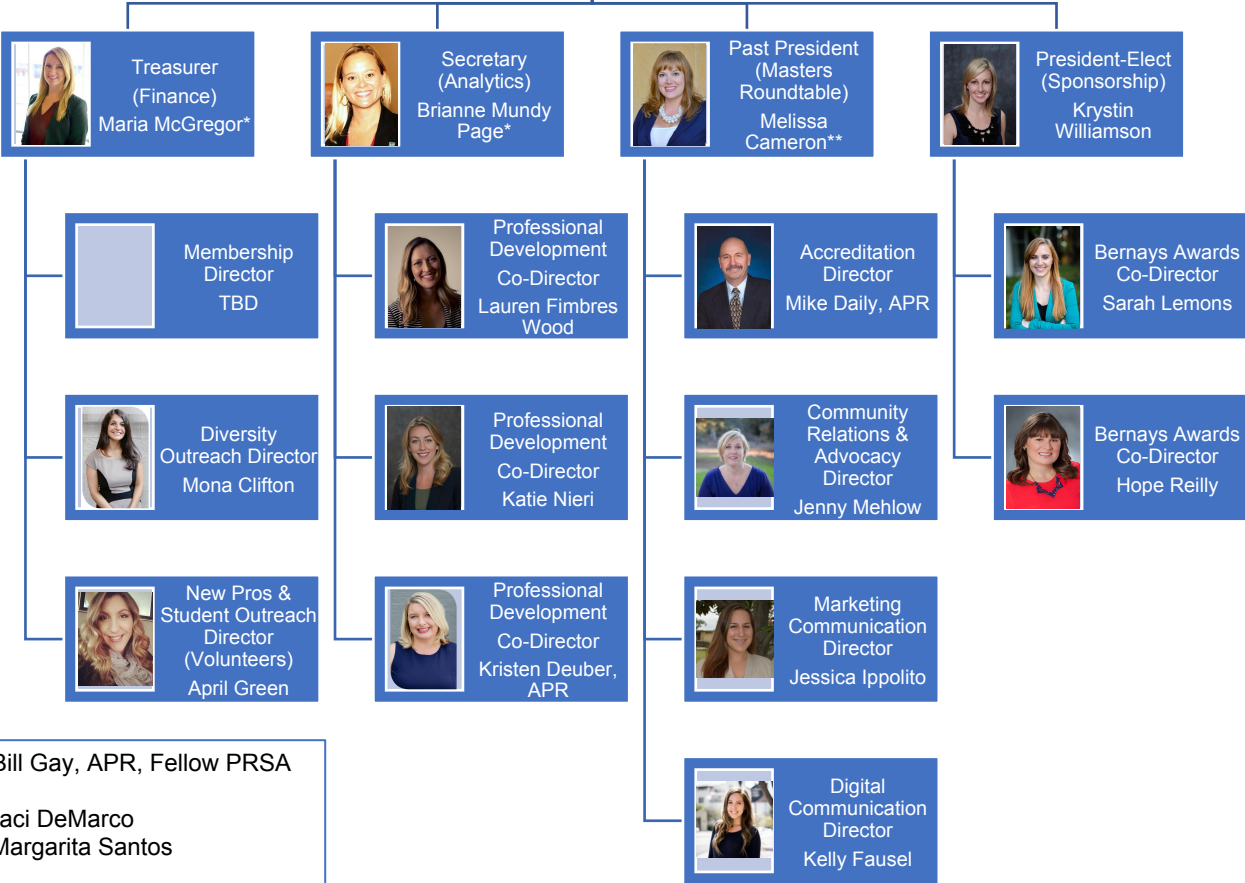 Treasurer
(Finance)
Maria McGregor*
Secretary
(Analytics)
Brianne Mundy
Page*
Past President
(Masters
Roundtable)
Melissa
Cameron**
President-Elect
(Sponsorship)
Krystin
Williamson
Membership
Director
TBD
Professional
Development
Co-Director
Lauren Fimbres
Wood
Accreditation
Director
Mike Daily, APR
Bernays Awards
Co-Director
Sarah Lemons
Diversity
Outreach Director
Mona Clifton
Professional
Development
Co-Director
Katie Nieri
Community
Relations &
Advocacy
Director
Jenny Mehlow
Bernays Awards
Co-Director
Hope Reilly
New Pros &
Student Outreach
Director
(Volunteers)
April Green
Professional
Development
Co-Director
Kristen Deuber,
APR
Marketing
Communication
Director
Jessica Ippolito
Digital
Communication
Director
Kelly Fausel
Bill Gay, APR, Fellow PRSA
aci DeMarco
Margarita Santos